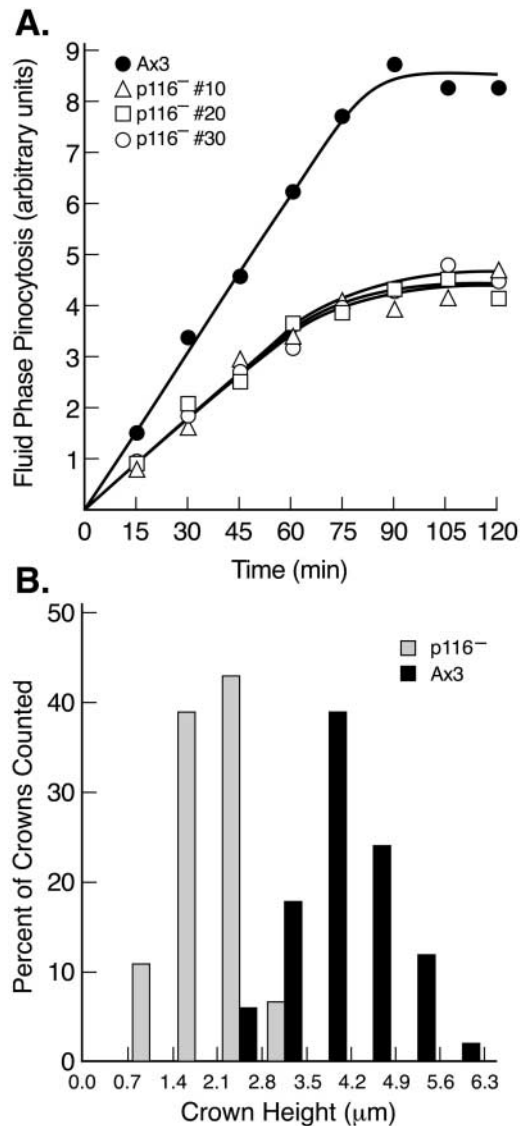 A.
9
8
7
6
5
4
3
2
1
Fluid Phase Pinocytosis (arbitrary units)
Ax3
p116⁻ #10
p116⁻ #20
p116⁻ #30
0 15 30 45 60 75 90 105 120
Time (min)
B.
50
40
30
20
10
0
Percent of Crowns Counted
p116⁻
Ax3
0.0 0.7 1.4 2.1 2.8 3.5 4.2 4.9 5.6 6.3
Crown Height (μm)